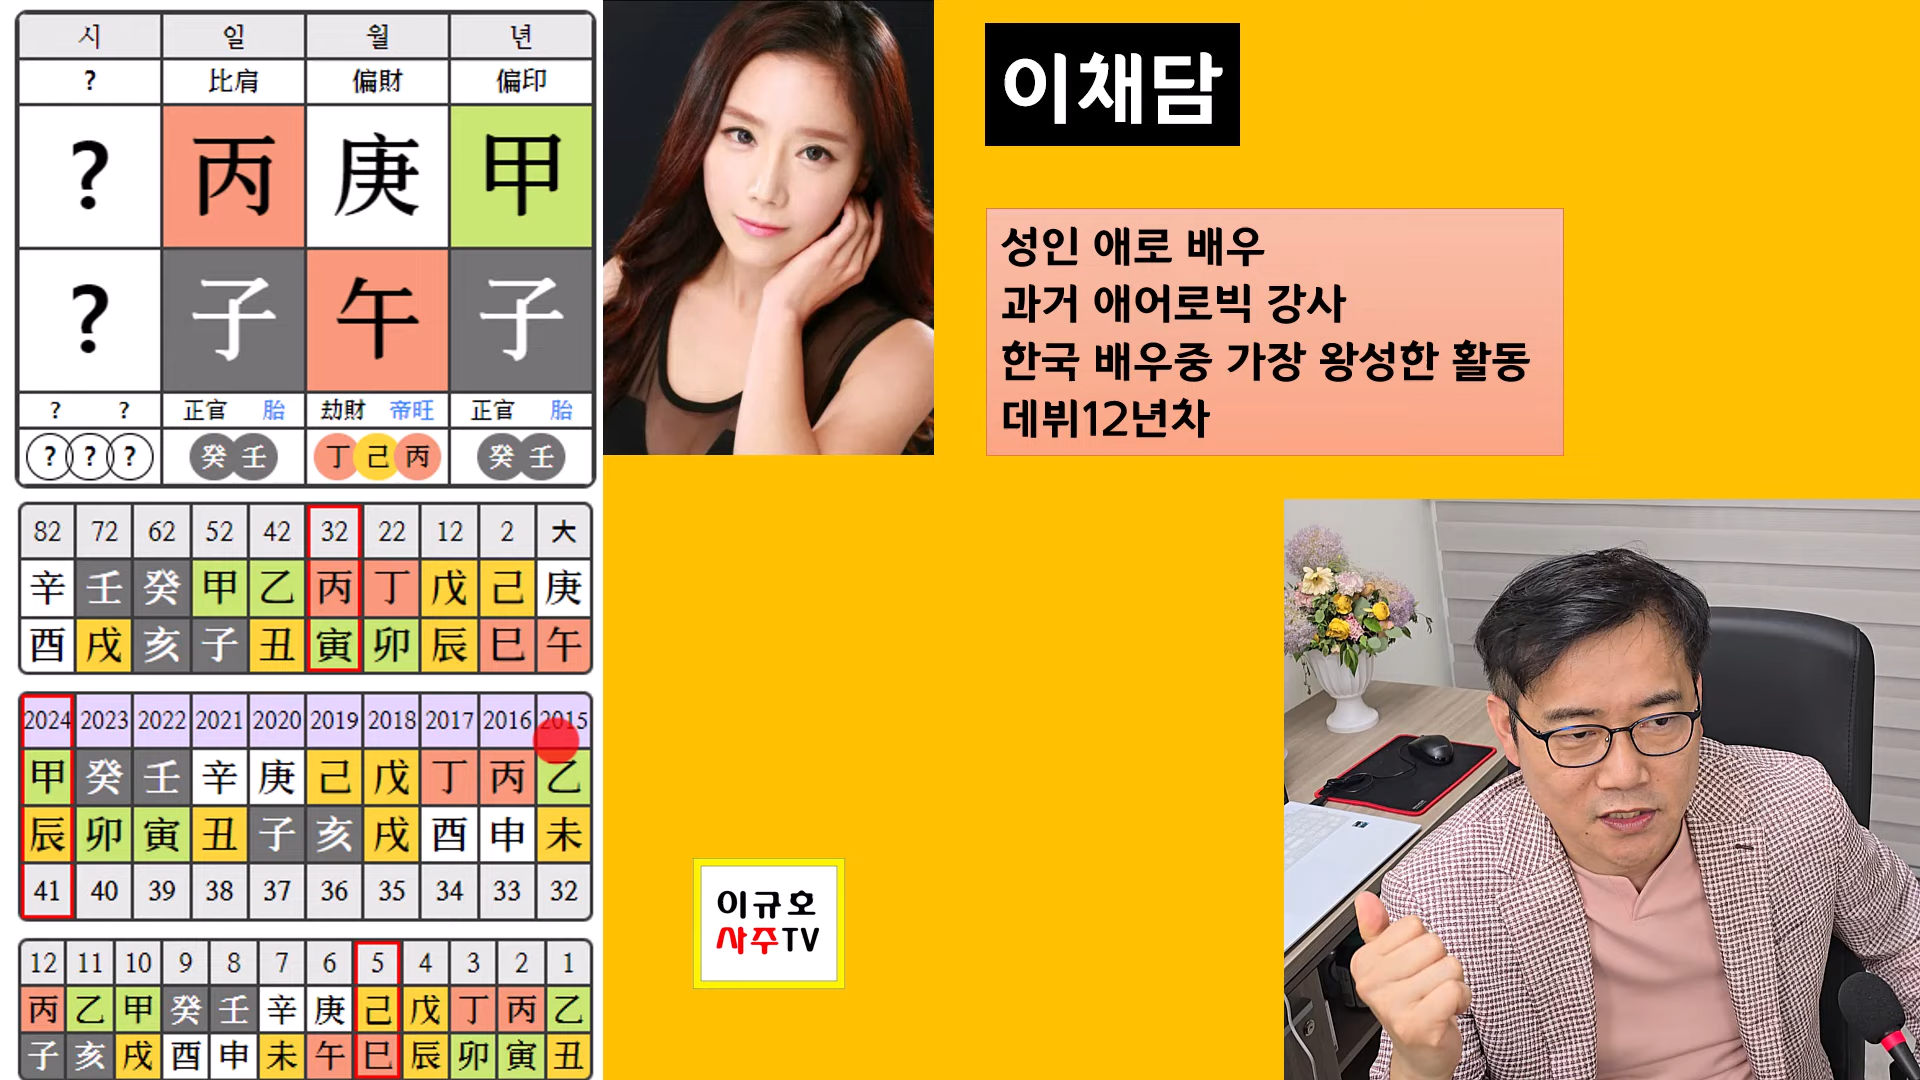 시 일 월 년
? 比肩 偏財 偏印
? 丙 庚 甲
? 子 午 子
? ? 正官 胎 劫財 帝旺 正官 胎
? ? ? 癸 壬 丁 己 丙 癸 壬
82 72 62 52 42 32 22 12 2 大
辛 壬 癸 甲 乙 丙 丁 戊 己 庚
酉 戌 亥 子 丑 寅 卯 辰 巳 午
2024 2023 2022 2021 2020 2019 2018 2017 2016 2015
甲 癸 壬 辛 庚 己 戊 丁 丙 乙
辰 卯 寅 丑 子 亥 戌 酉 申 未
41 40 39 38 37 36 35 34 33 32
12 11 10 9 8 7 6 5 4 3 2 1
丙 乙 甲 癸 壬 辛 庚 己 戊 丁 丙 乙
子 亥 戌 酉 申 未 午 巳 辰 卯 寅 丑
이채담
성인 애로 배우
과거 애어로빅 강사
한국 배우중 가장 왕성한 활동
데뷔12년차
이규호
사주TV